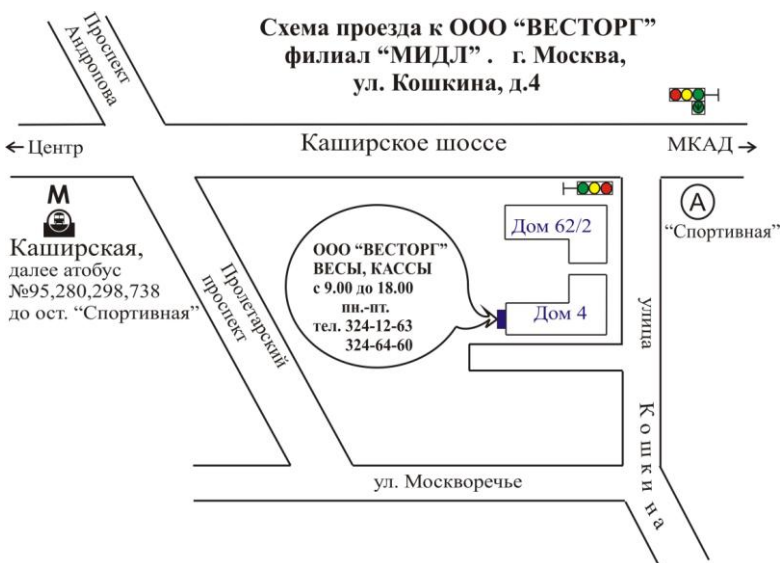 Схема проезда к ООО “ВЕСТОРГ”
филиал “МИДЛ” . г. Москва,
ул. Кошкина, д.4
Проспект
Андропова
←Центр
Каширское шоссе
МКАД→
М
Каширская,
далее атобус
№95,280,298,738
до ост. “Спортивная”
А
“Спортивная”
Дом 62/2
ООО “ВЕСТОРГ”
ВЕСЫ, КАССЫ
с 9.00 до 18.00
пн.-пт.
тел. 324-12-63
324-64-60
Дом 4
Пролетарский
проспект
улица
Кошкина
ул. Москворечье